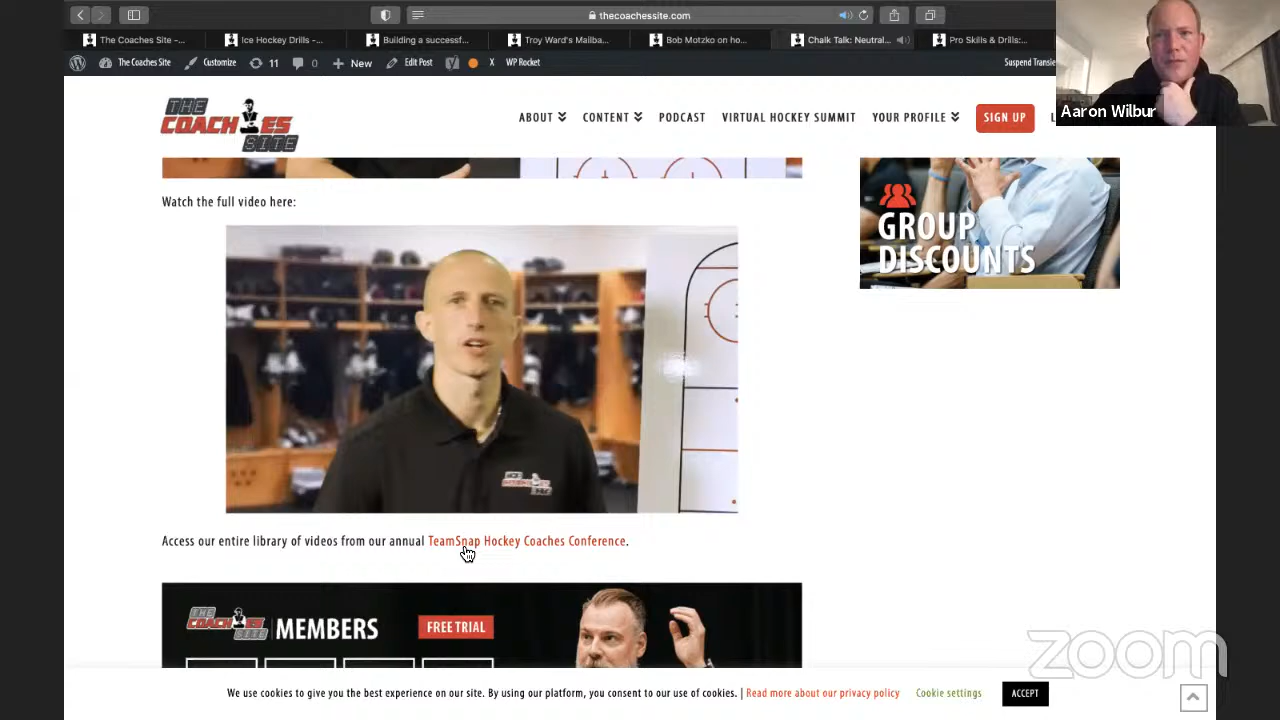 thecoachessite.com
The Coaches Site -...
Ice Hockey Drills -...
Building a successf...
Troy Ward's Mailba...
Bob Motzko on ho...
Chalk Talk: Neutral...
Pro Skills & Drills:...
The Coaches Site
Customize
11
0
New
Edit Post
X
WP Rocket
Suspend Transie
Aaron Wilbur
THE COACHES SITE
ABOUT
CONTENT
PODCAST
VIRTUAL HOCKEY SUMMIT
YOUR PROFILE
SIGN UP
L
GROUP
DISCOUNTS
Watch the full video here:
Access our entire library of videos from our annual TeamSnap Hockey Coaches Conference.
THE COACHES SITE
MEMBERS
FREE TRIAL
zoom
We use cookies to give you the best experience on our site. By using our platform, you consent to our use of cookies. | Read more about our privacy policy
Cookie settings
ACCEPT